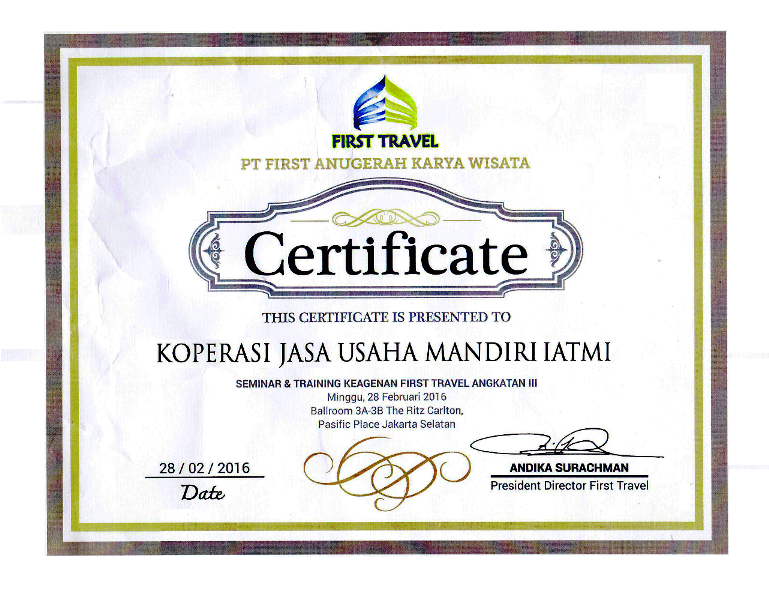 FIRST TRAVEL
PT FIRST ANUGERAH KARYA WISATA
Certificate
THIS CERTIFICATE IS PRESENTED TO
KOPERASI JASA USAHA MANDIRI IATMI
SEMINAR & TRAINING KEAGENAN FIRST TRAVEL ANGKATAN III
Minggu, 28 Februari 2016
Ballroom 3A-3B The Ritz Carlton,
Pasific Place Jakarta Selatan
28 / 02 / 2016
Date
ANDIKA SURACHMAN
President Director First Travel